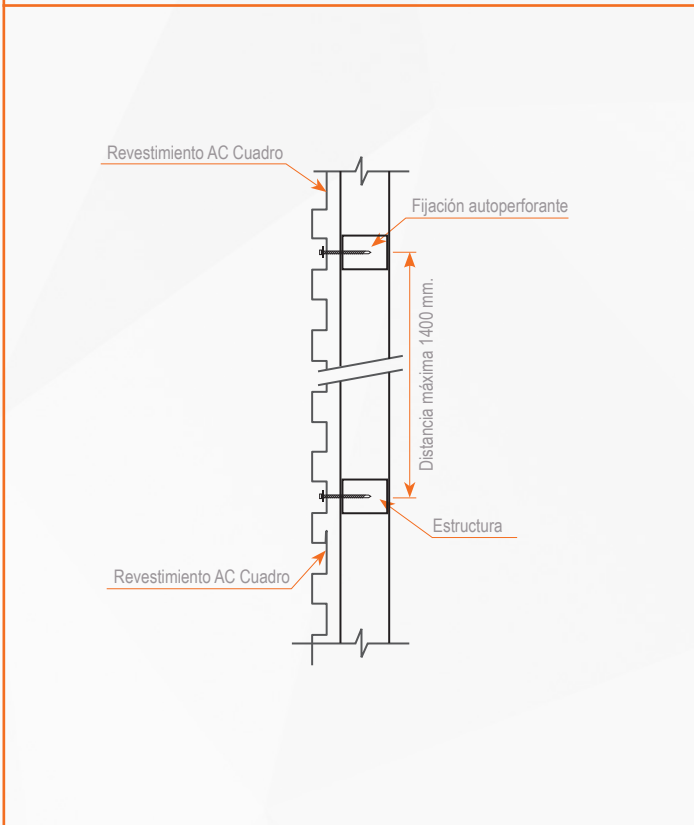 Revestimiento AC Cuadro
Fijación autoperforante
Distancia máxima 1400 mm.
Estructura
Revestimiento AC Cuadro